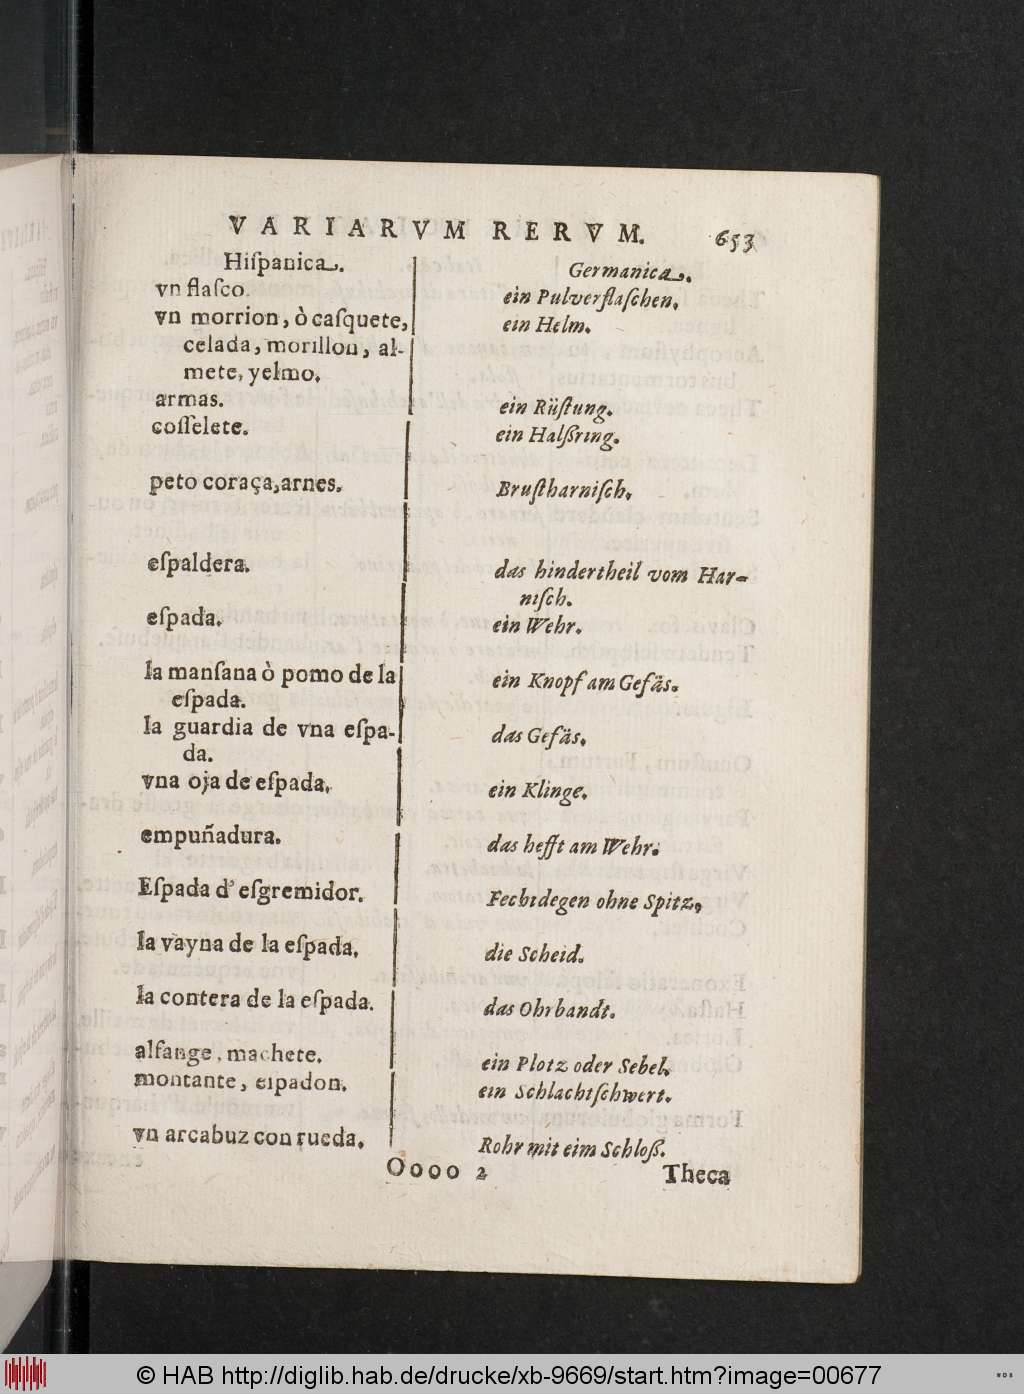 VARIARVM RERVM. 653
Hiſpanica.
vn flaſco.
vn morrion, ò caſquete,
celada, morillon, al-
mete, yelmo.
armas.
coſſelete.
peto coraça, arnes.
eſpaldera.
eſpada.
la manſana ò pomo de la
eſpada.
la guardia de vna eſpa-
da.
vna oja de eſpada.
empuñadura.
Eſpada d' eſgremidor.
la vayna de la eſpada.
la contera de la eſpada.
alfange, machete.
montante, eſpadon.
vn arcabuz con rueda.
Germanica.
ein Pulverflaſchen.
ein Helm.
ein Rüſtung.
ein Halßring.
Bruſtharniſch.
das hindertheil vom Har-
niſch.
ein Wehr.
ein Knopf am Gefäs.
das Gefäs.
ein Klinge.
das hefft am Wehr.
Fechtdegen ohne Spitz.
die Scheid.
das Ohrbandt.
ein Plotz oder Sebel.
ein Schlachtſchwert.
Rohr mit eim Schloß.
Oooo 2
Theca
© HAB http://diglib.hab.de/drucke/xb-9669/start.htm?image=00677